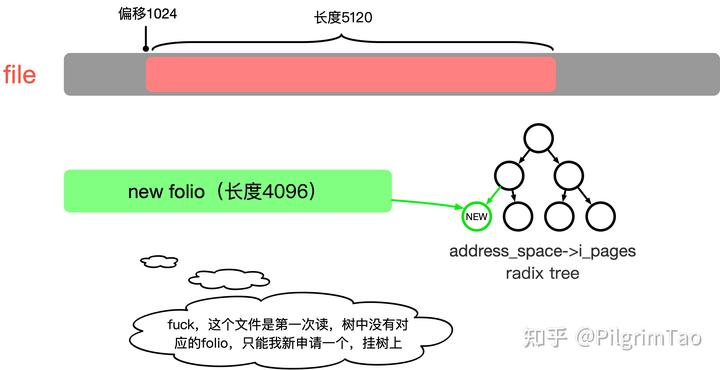 偏移1024
长度5120
file
new folio（长度4096）
NEW
address_space->i_pages
radix tree
fuck，这个文件是第一次读，树中没有对
应的folio，只能我新申请一个，挂树上
知乎 @PilgrimTao